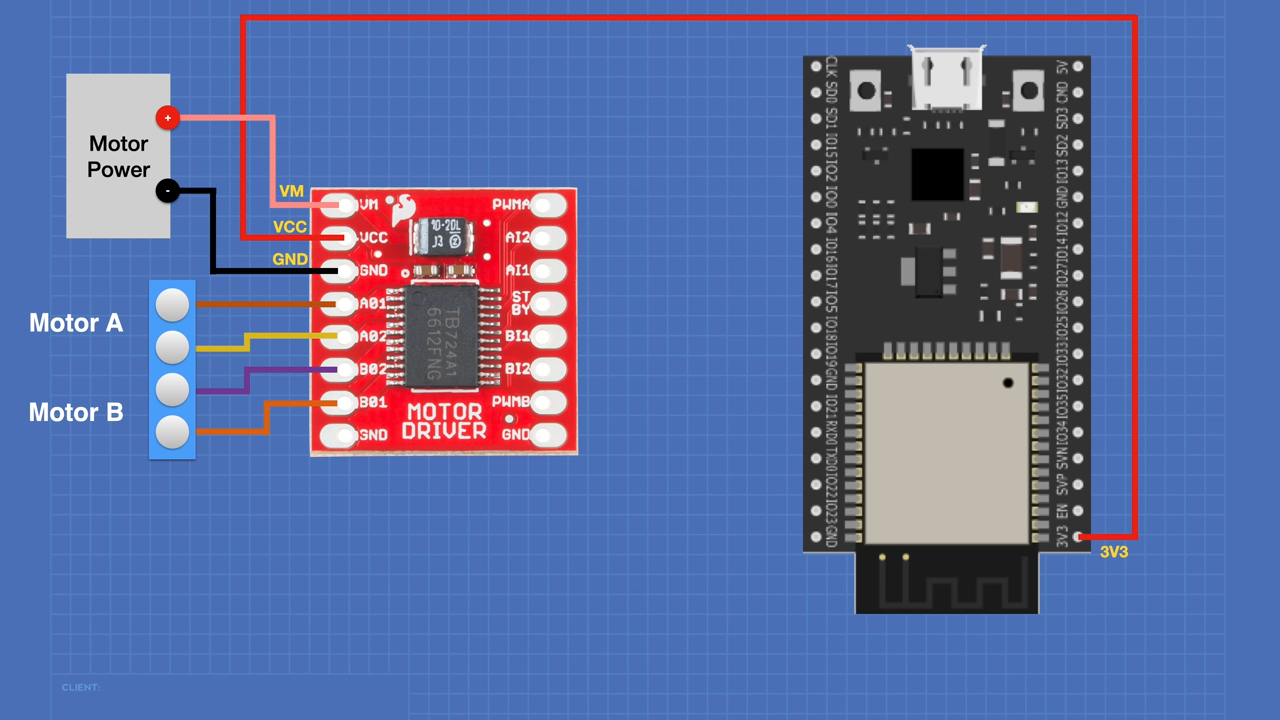 Motor
Power
+
-
VM
VCC
GND
Motor A
Motor B
VM
VCC
GND
A01
A02
B02
B01
GND
10-20L
J3
TB724A1
6612FNG
MOTOR
DRIVER
PWMA
AI2
AI1
ST
BY
BI1
BI2
PWMB
GND
CLK
SD0
SD1
IO15
IO2
IO0
IO4
IO16
IO17
IO5
IO18
IO19
GND
IO21
RXD0
TXD0
IO22
IO23
GND
5V
CMD
SD3
SD2
IO13
GND
IO12
IO14
IO27
IO26
IO25
IO33
IO32
IO35
IO34
SVN
SVP
EN
3V3
3V3
CLIENT: